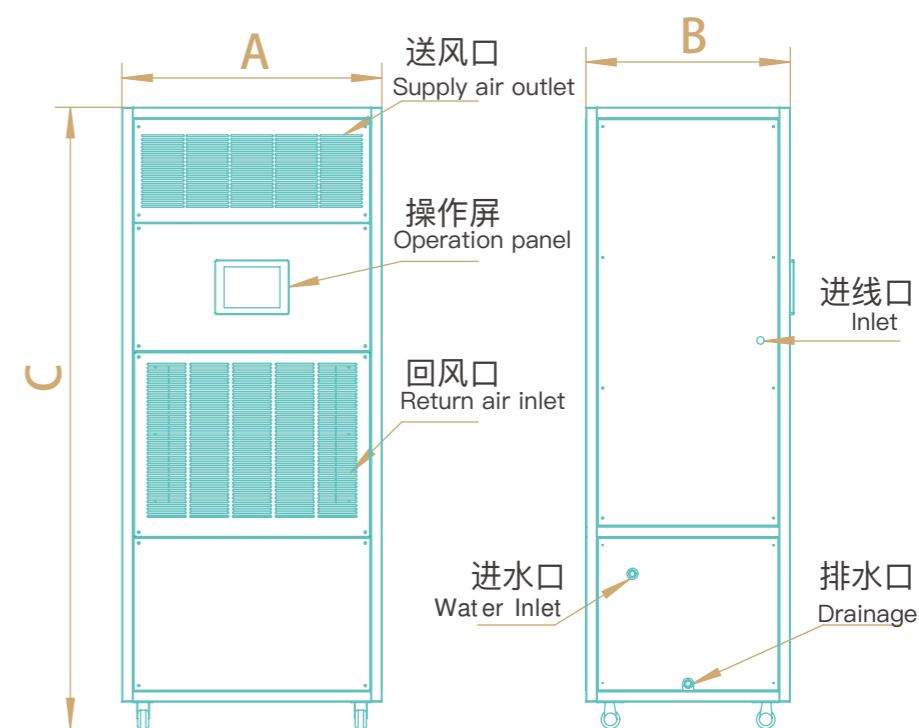 A
B
C
送风口
Supply air outlet
操作屏
Operation panel
回风口
Return air inlet
进线口
Inlet
进水口
Water Inlet
排水口
Drainage